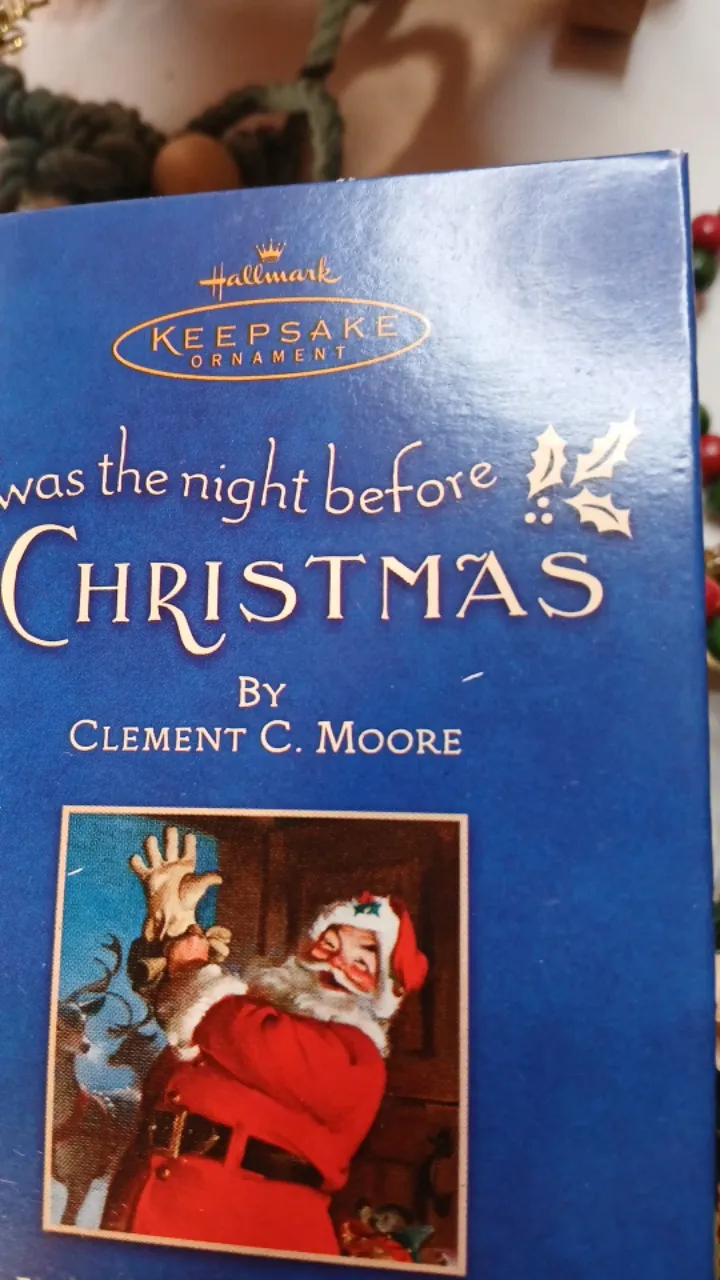 Hallmark
KEEPSAKE
ORNAMENT
was the night before
CHRISTMAS
BY
CLEMENT C. MOORE